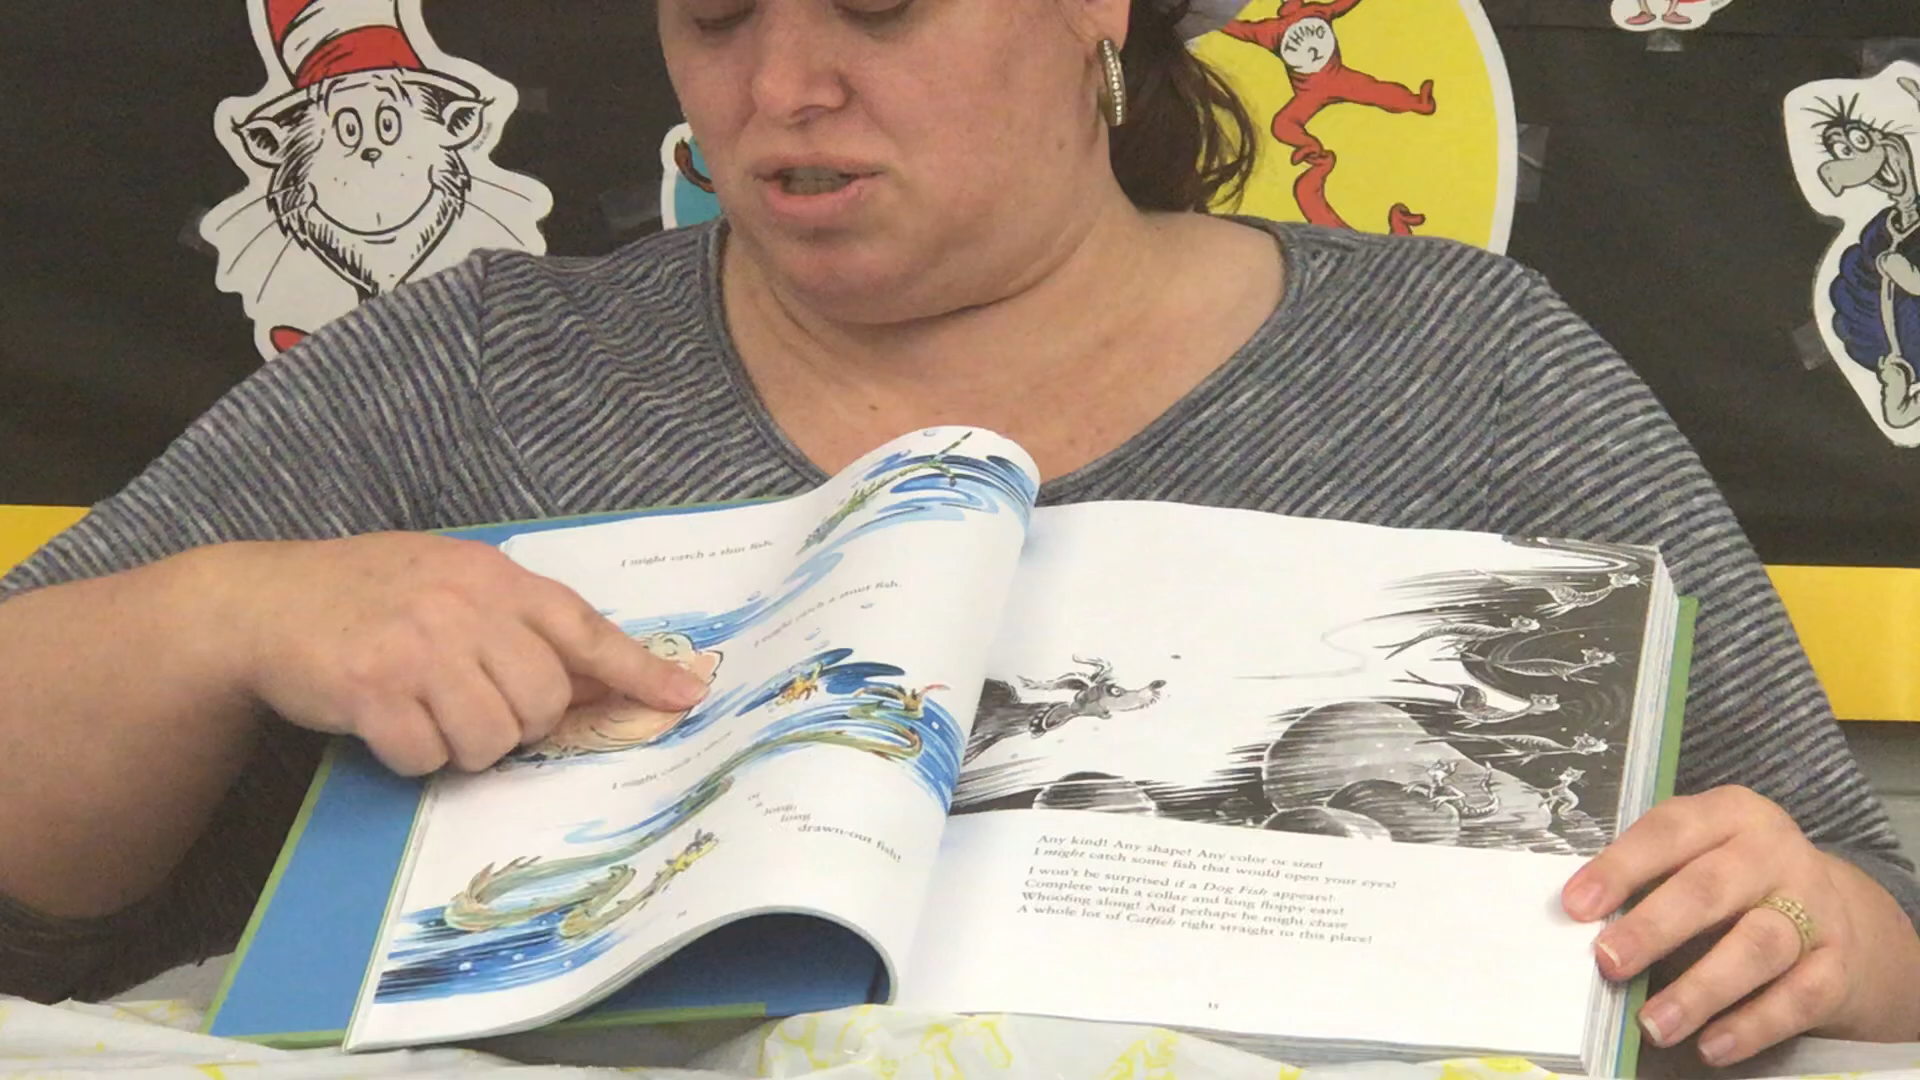 THING
2
I might catch a thin fish.
I might catch a stout fish.
I might catch a
or
a
long,
long
drawn-out fish!
Any kind! Any shape! Any color or size!
I might catch some fish that would open your eyes!
I won't be surprised if a Dog Fish appears!
Complete with a collar and long floppy ears!
Whoofing along! And perhaps he might chase
A whole lot of Catfish right straight to this place!
15